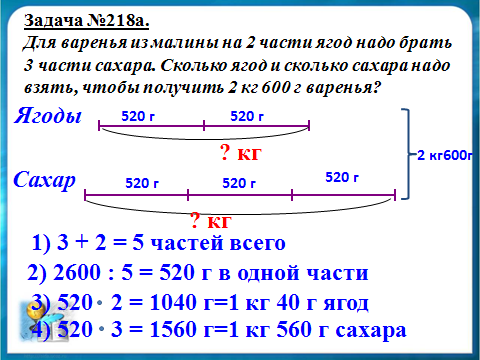 Задача №218а.
Для варенья из малины на 2 части ягод надо брать
3 части сахара. Сколько ягод и сколько сахара надо
взять, чтобы получить 2 кг 600 г варенья?
Ягоды 520 г 520 г
? кг
2 кг600г
Сахар 520 г 520 г 520 г
? кг
1) 3 + 2 = 5 частей всего
2) 2600 : 5 = 520 г в одной части
3) 520 · 2 = 1040 г=1 кг 40 г ягод
4) 520 · 3 = 1560 г=1 кг 560 г сахара